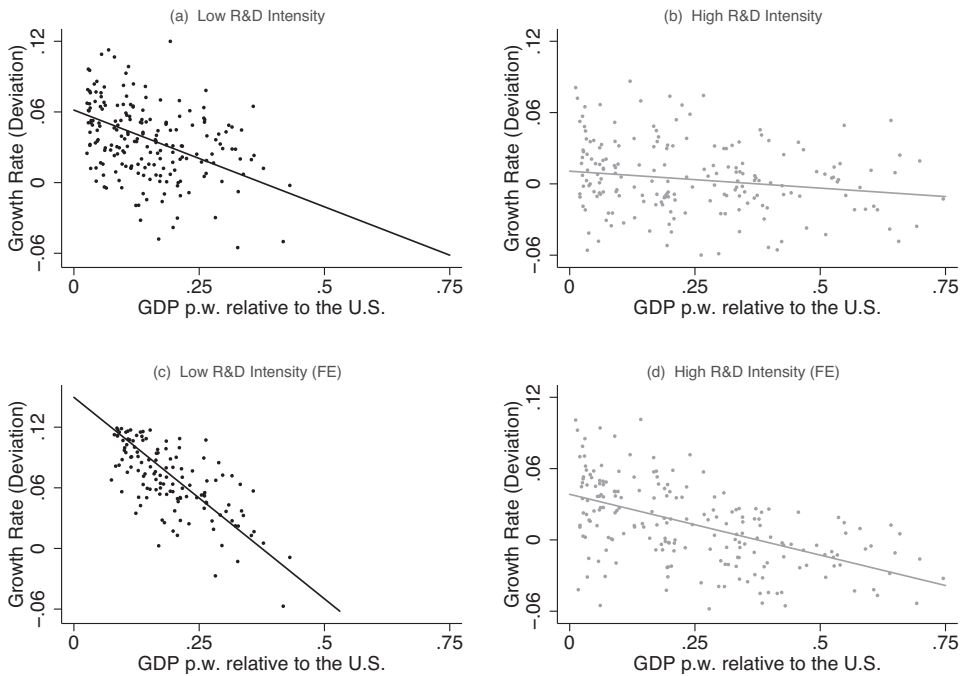 (a) Low R&D Intensity
Growth Rate (Deviation)
.12
.06
0
−.06
0 .25 .5 .75
GDP p.w. relative to the U.S.
(b) High R&D Intensity
Growth Rate (Deviation)
.12
.06
0
−.06
0 .25 .5 .75
GDP p.w. relative to the U.S.
(c) Low R&D Intensity (FE)
Growth Rate (Deviation)
.12
.06
0
−.06
0 .25 .5 .75
GDP p.w. relative to the U.S.
(d) High R&D Intensity (FE)
Growth Rate (Deviation)
.12
.06
0
−.06
0 .25 .5 .75
GDP p.w. relative to the U.S.